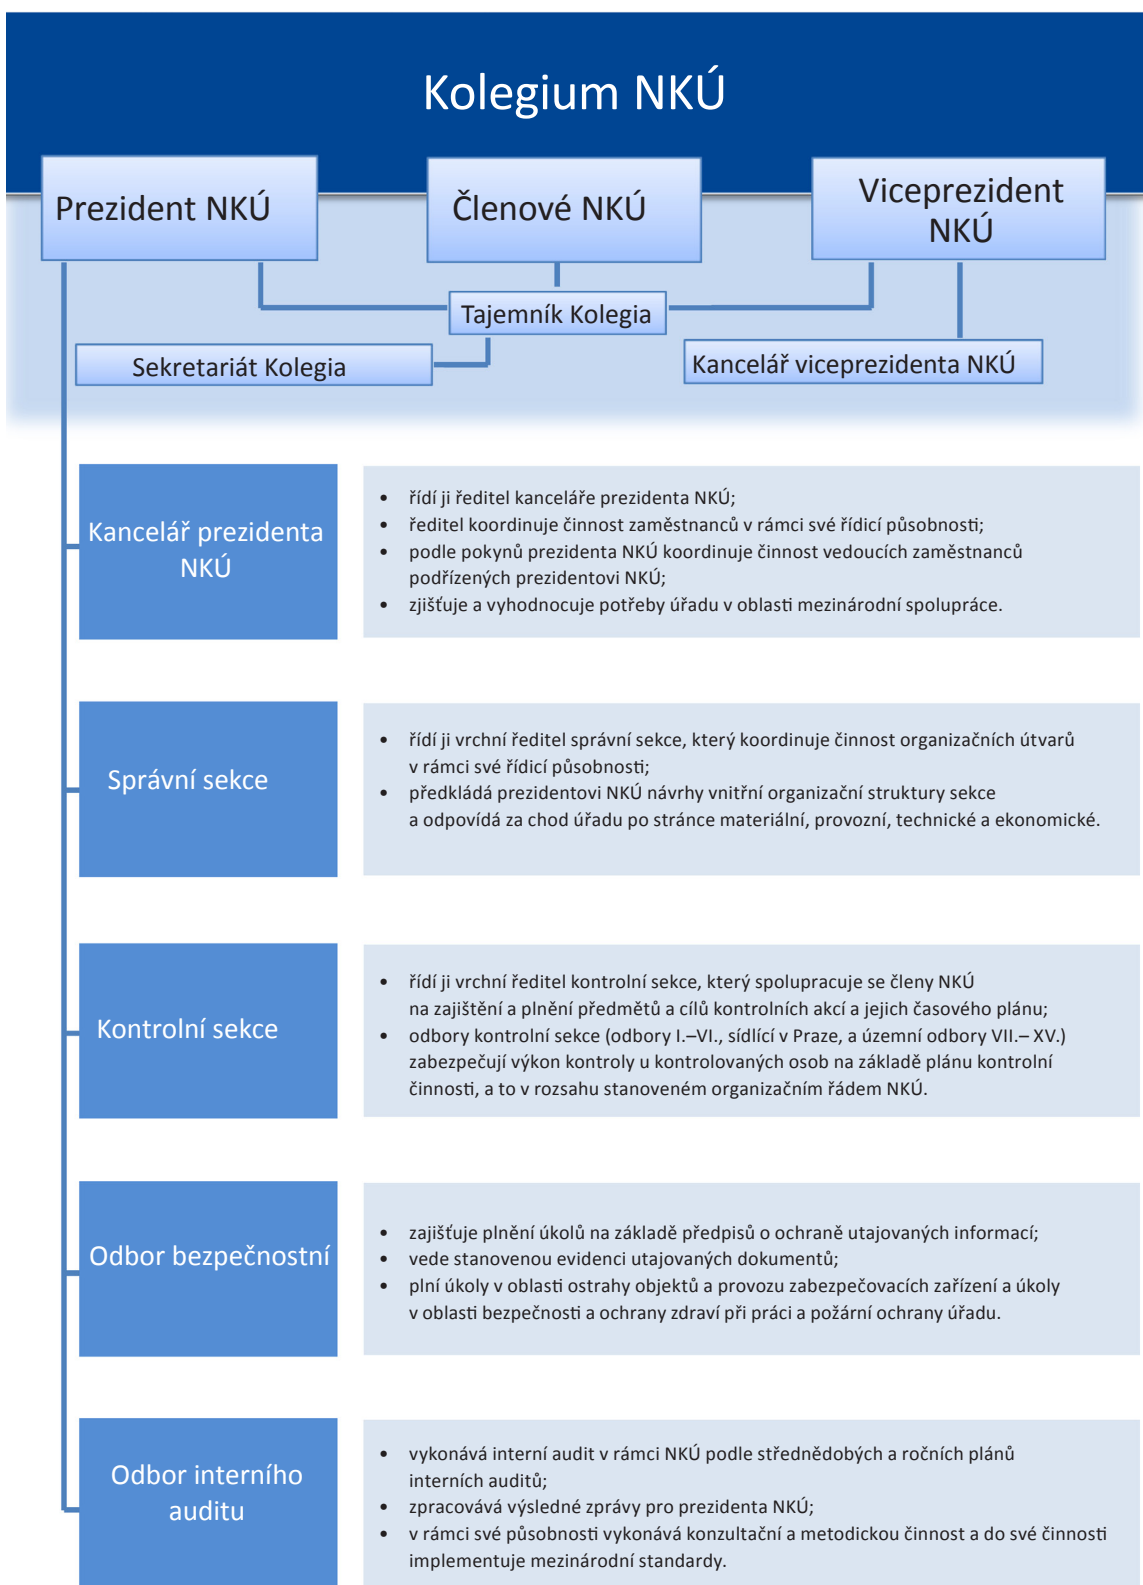 Kolegium NKÚ
Prezident NKÚ
Členové NKÚ
Viceprezident
NKÚ
Tajemník Kolegia
Sekretariát Kolegia
Kancelář viceprezidenta NKÚ
Kancelář prezidenta
NKÚ
• řídí ji ředitel kanceláře prezidenta NKÚ;
• ředitel koordinuje činnost zaměstnanců v rámci své řídicí působnosti;
• podle pokynů prezidenta NKÚ koordinuje činnost vedoucích zaměstnanců
podřízených prezidentovi NKÚ;
• zjišťuje a vyhodnocuje potřeby úřadu v oblasti mezinárodní spolupráce.
Správní sekce
• řídí ji vrchní ředitel správní sekce, který koordinuje činnost organizačních útvarů
v rámci své řídicí působnosti;
• předkládá prezidentovi NKÚ návrhy vnitřní organizační struktury sekce
a odpovídá za chod úřadu po stránce materiální, provozní, technické a ekonomické.
Kontrolní sekce
• řídí ji vrchní ředitel kontrolní sekce, který spolupracuje se členy NKÚ
na zajištění a plnění předmětů a cílů kontrolních akcí a jejich časového plánu;
• odbory kontrolní sekce (odbory I.–VI., sídlící v Praze, a územní odbory VII.– XV.)
zabezpečují výkon kontroly u kontrolovaných osob na základě plánu kontrolní
činnosti, a to v rozsahu stanoveném organizačním řádem NKÚ.
Odbor bezpečnostní
• zajišťuje plnění úkolů na základě předpisů o ochraně utajovaných informací;
• vede stanovenou evidenci utajovaných dokumentů;
• plní úkoly v oblasti ostrahy objektů a provozu zabezpečovacích zařízení a úkoly
v oblasti bezpečnosti a ochrany zdraví při práci a požární ochrany úřadu.
Odbor interního
auditu
• vykonává interní audit v rámci NKÚ podle střednědobých a ročních plánů
interních auditů;
• zpracovává výsledné zprávy pro prezidenta NKÚ;
• v rámci své působnosti vykonává konzultační a metodickou činnost a do své činnosti
implementuje mezinárodní standardy.